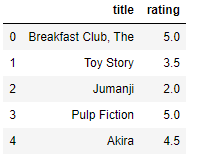 title rating
0 Breakfast Club, The 5.0
1 Toy Story 3.5
2 Jumanji 2.0
3 Pulp Fiction 5.0
4 Akira 4.5